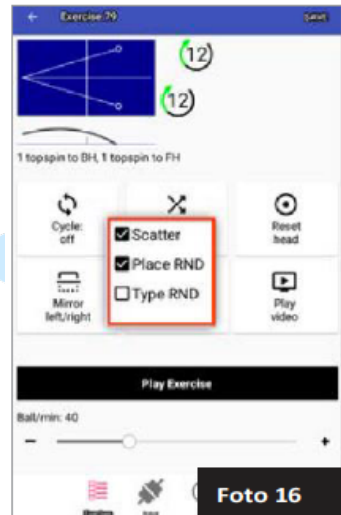 Exercise 79
SAVE
12
12
1 topspin to BH, 1 topspin to FH
Cycle:
off
Scatter
Place RND
Type RND
Reset
head
Mirror
left/right
Play
video
Play Exercise
Ball/min: 40
- +
Foto 16